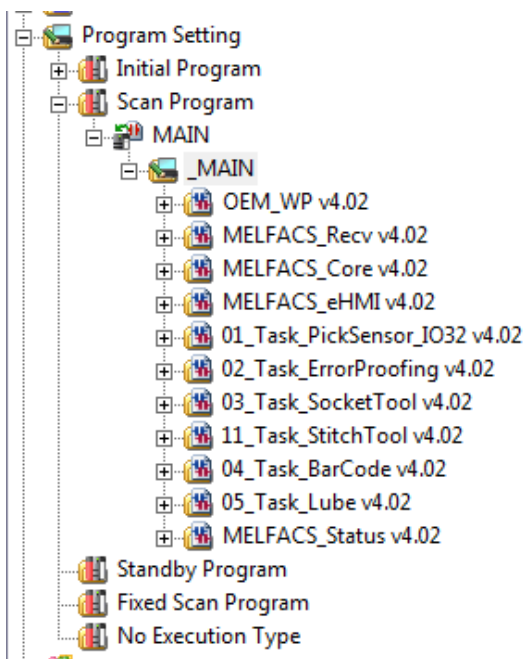 Program Setting
Initial Program
Scan Program
MAIN
_MAIN
OEM_WP v4.02
MELFACS_Recv v4.02
MELFACS_Core v4.02
MELFACS_eHMI v4.02
01_Task_PickSensor_IO32 v4.02
02_Task_ErrorProofing v4.02
03_Task_SocketTool v4.02
11_Task_StitchTool v4.02
04_Task_BarCode v4.02
05_Task_Lube v4.02
MELFACS_Status v4.02
Standby Program
Fixed Scan Program
No Execution Type